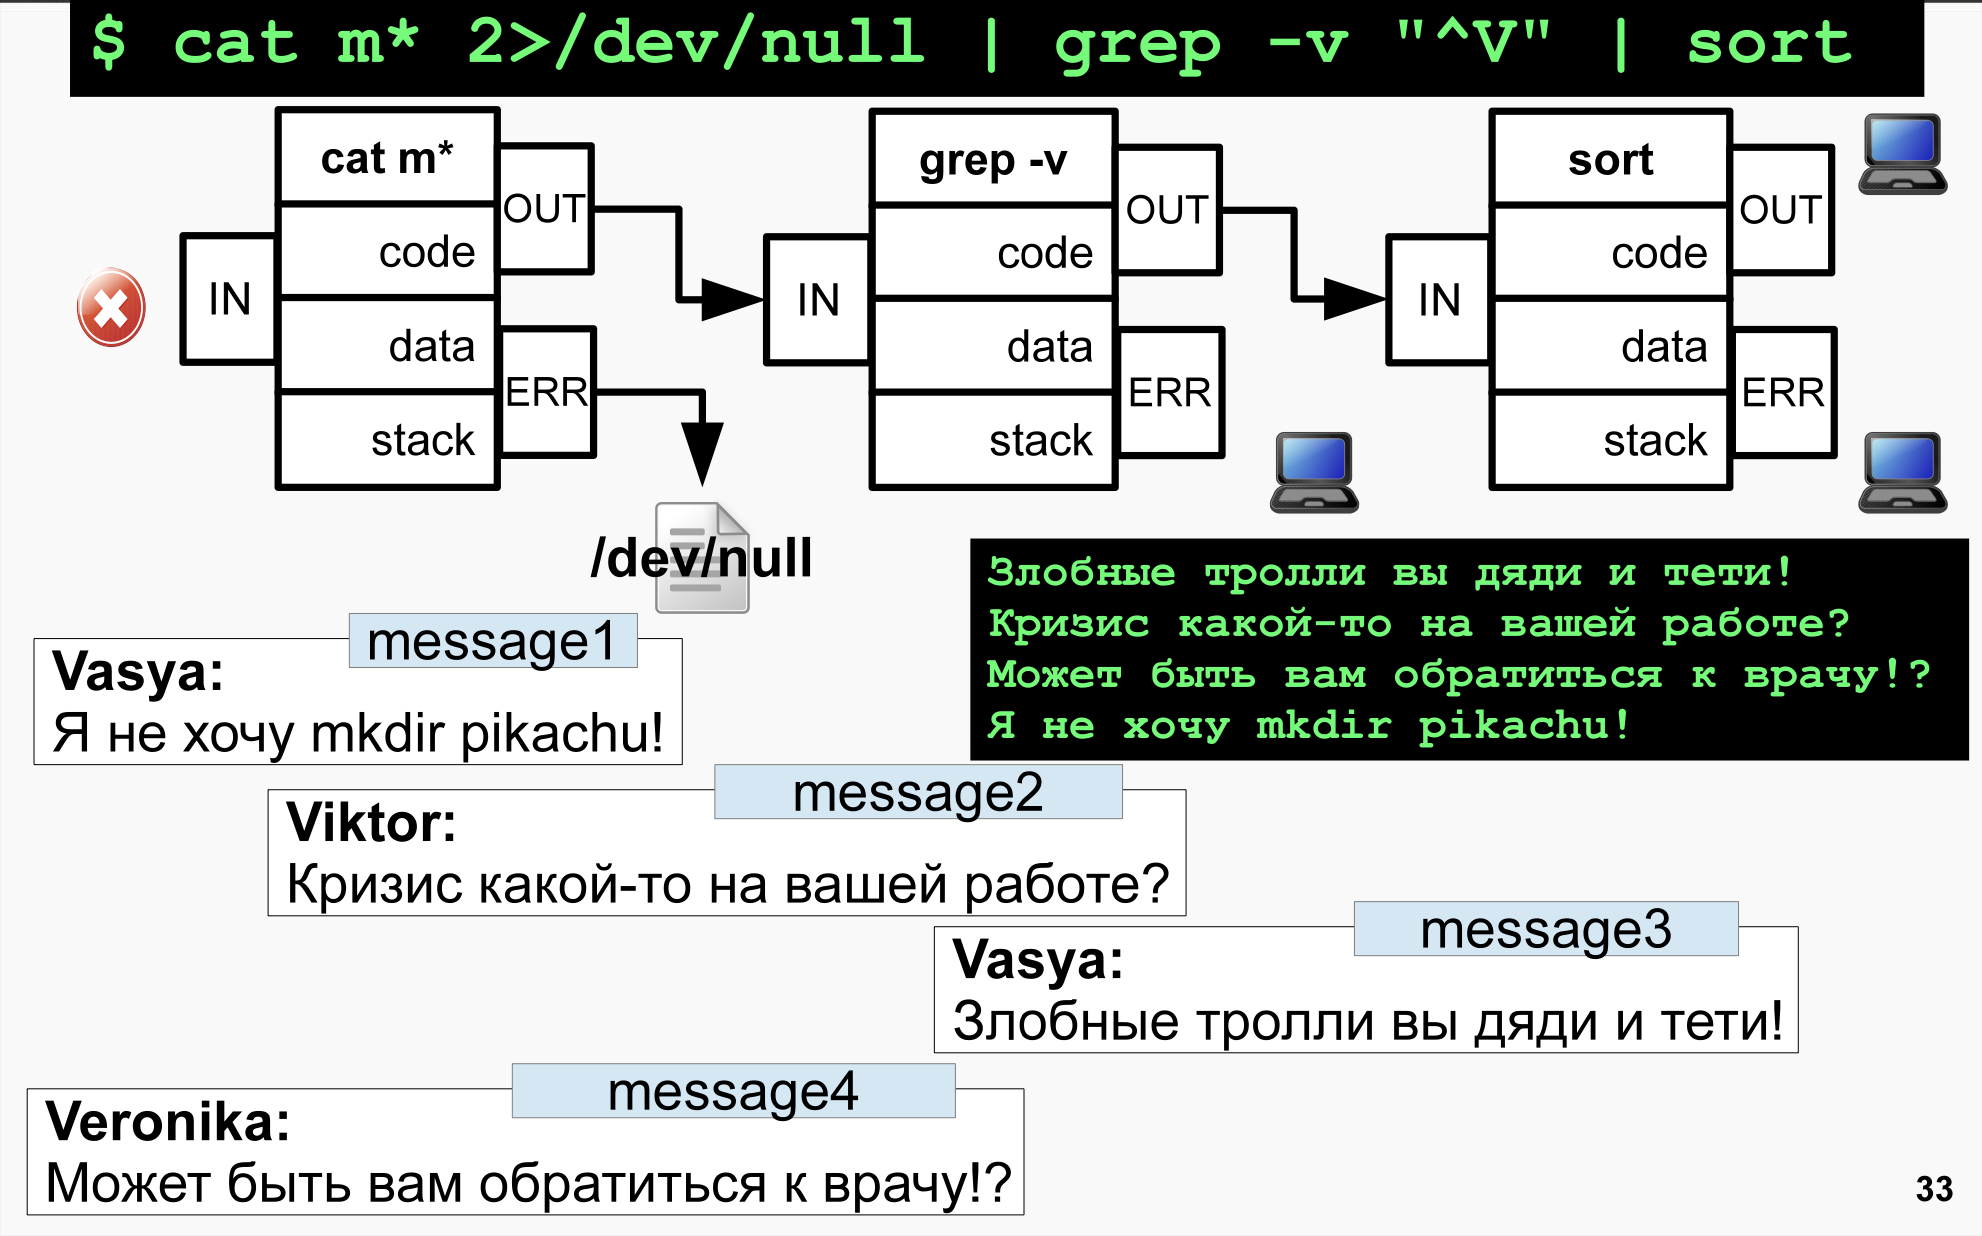 $ cat m* 2>/dev/null | grep -v "^V" | sort
cat m*
code
data
stack
IN
OUT
ERR
grep -v
code
data
stack
IN
OUT
ERR
sort
code
data
stack
IN
OUT
ERR
/dev/null
Злобные тролли вы дяди и тети!
Кризис какой-то на вашей работе?
Может быть вам обратиться к врачу!?
Я не хочу mkdir pikachu!
message1
Vasya:
Я не хочу mkdir pikachu!
message2
Viktor:
Кризис какой-то на вашей работе?
message3
Vasya:
Злобные тролли вы дяди и тети!
message4
Veronika:
Может быть вам обратиться к врачу!?
33